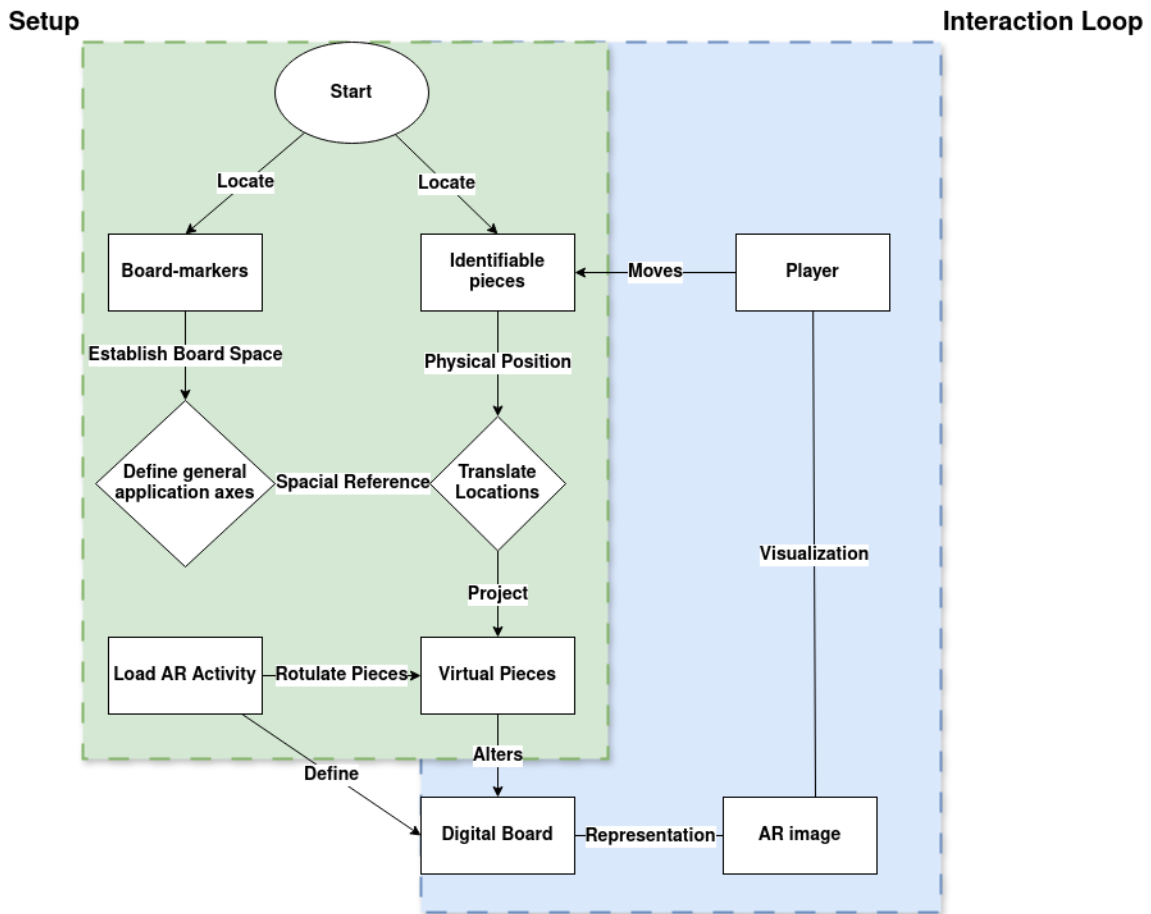 Setup
Interaction Loop
Start
Locate
Locate
Board-markers
Identifiable
pieces
Moves
Player
Establish Board Space
Physical Position
Define general
application axes
Spacial Reference
Translate
Locations
Visualization
Project
Load AR Activity
Rotulate Pieces
Virtual Pieces
Alters
Define
Digital Board
Representation
AR image